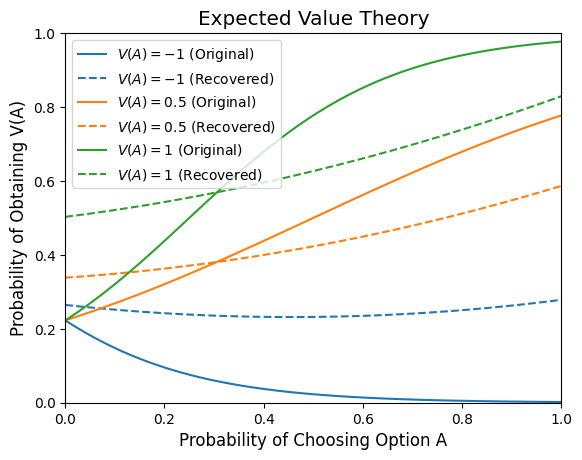 Expected Value Theory
V(A) = −1 (Original)
V(A) = −1 (Recovered)
V(A) = 0.5 (Original)
V(A) = 0.5 (Recovered)
V(A) = 1 (Original)
V(A) = 1 (Recovered)
Probability of Obtaining V(A)
1.0
0.8
0.6
0.4
0.2
0.0
0.0 0.2 0.4 0.6 0.8 1.0
Probability of Choosing Option A